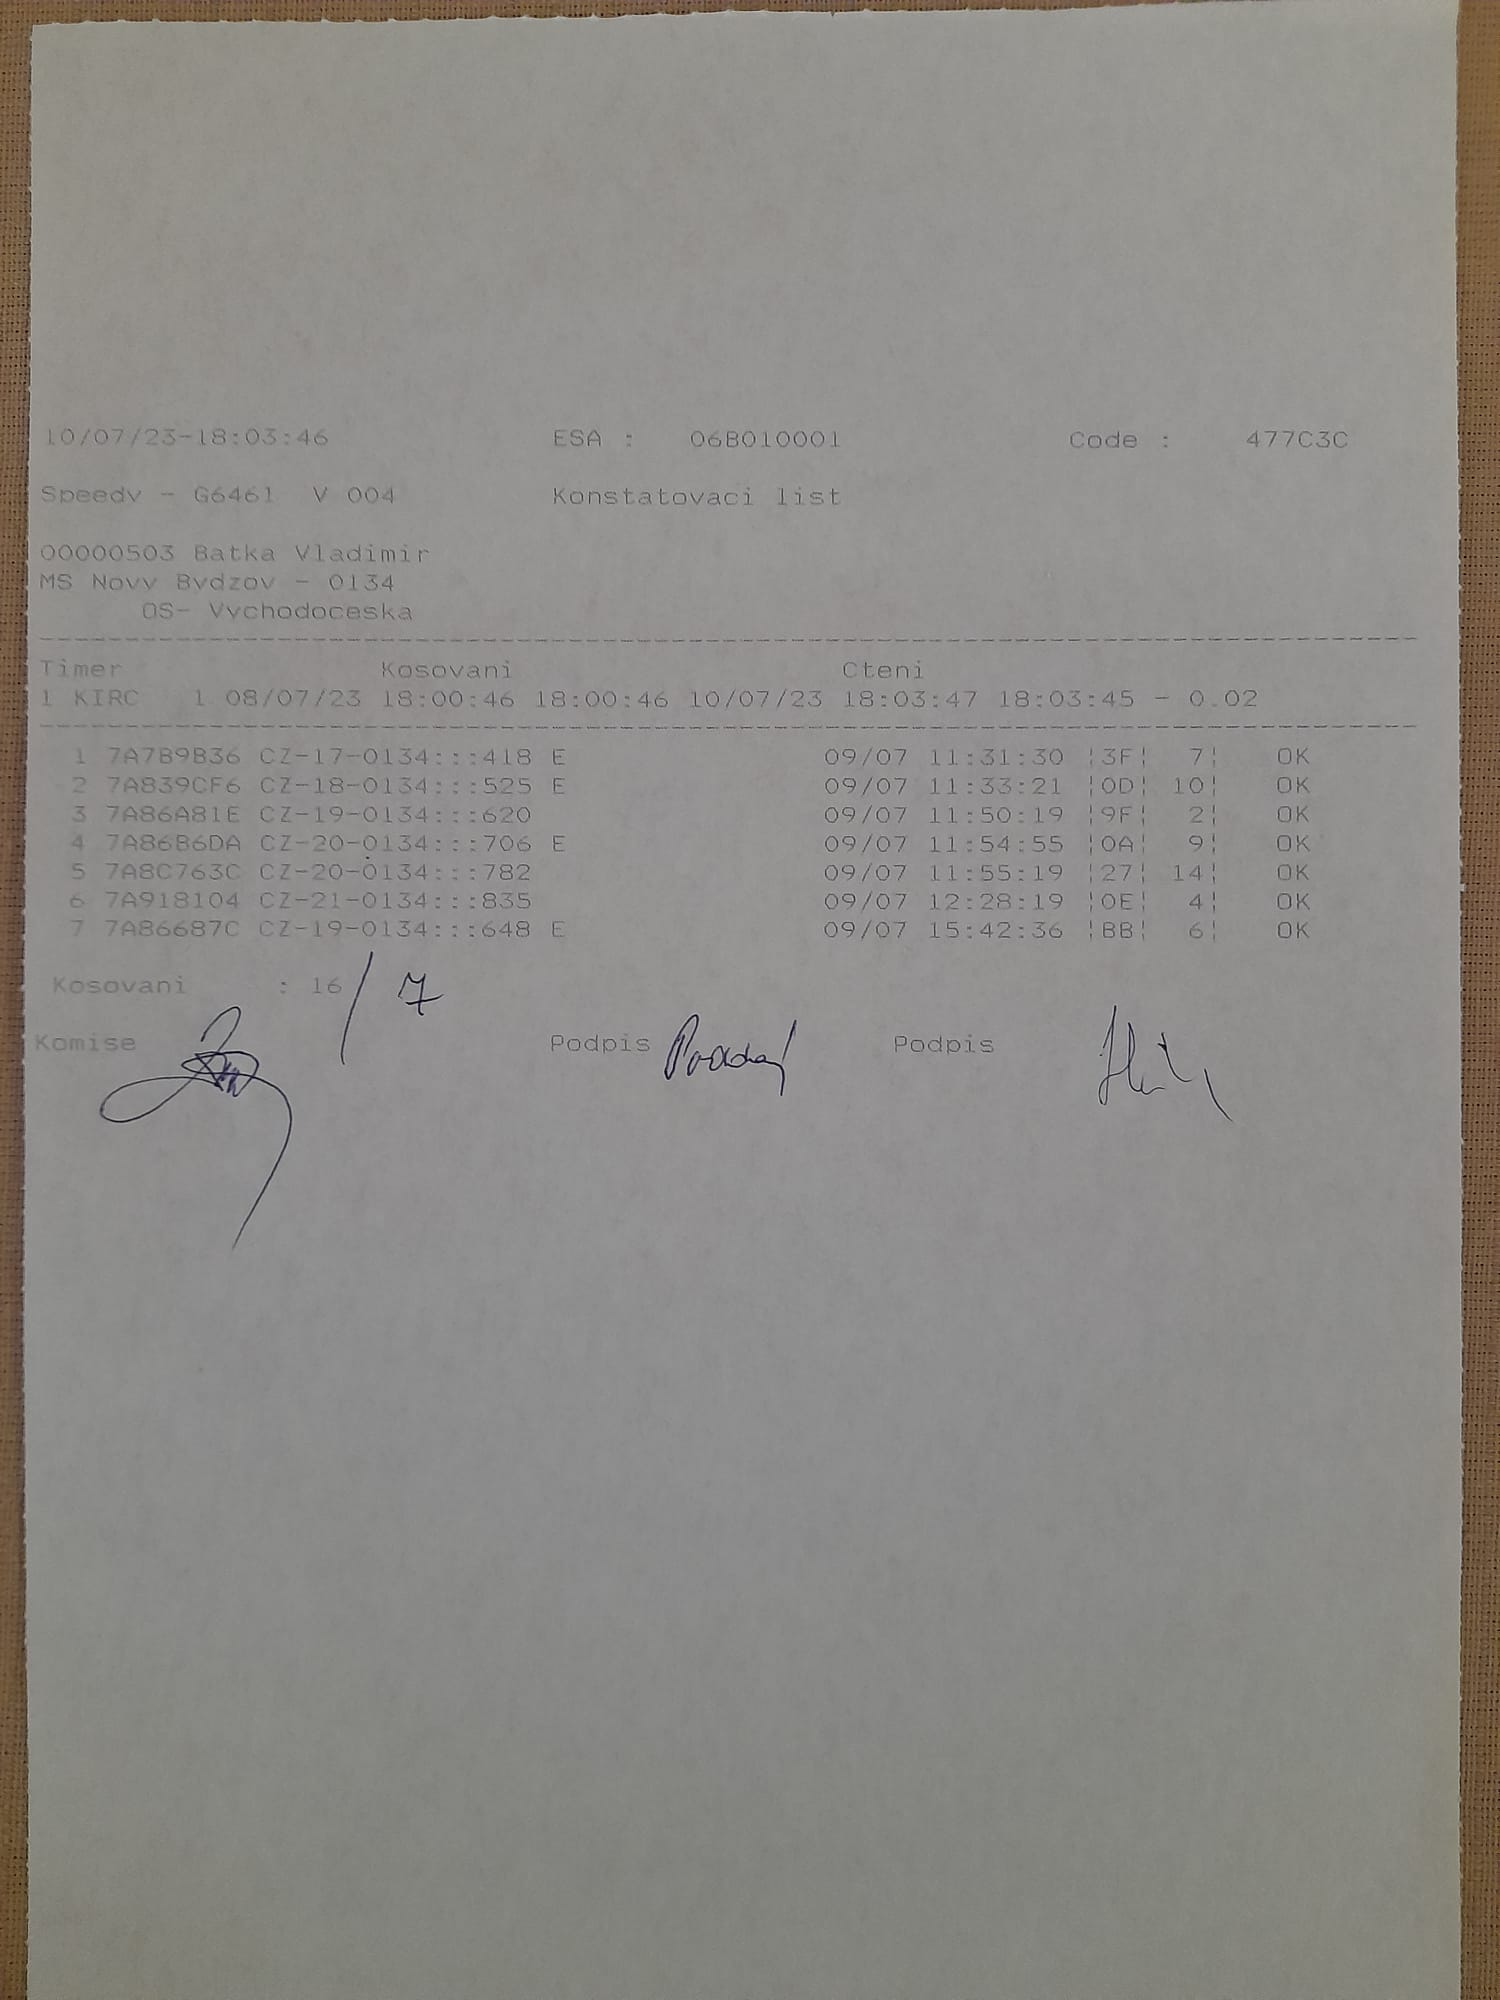 10/07/23-18:03:46 ESA : 06B010001 Code : 477C3C
Speedy - G6461 V 004 Konstatovaci list
00000503 Batka Vladimir
MS Novy Bydzov - 0134
OS- Vychodoceska
Timer Kosovani Cteni
1 KIRC 1 08/07/23 18:00:46 18:00:46 10/07/23 18:03:47 18:03:45 - 0.02
1 7A7B9B36 CZ-17-0134:::418 E 09/07 11:31:30 ¦3F¦ 7¦ OK
2 7A839CF6 CZ-18-0134:::525 E 09/07 11:33:21 ¦0D¦ 10¦ OK
3 7A86A81E CZ-19-0134:::620 09/07 11:50:19 ¦9F¦ 2¦ OK
4 7A86B6DA CZ-20-0134:::706 E 09/07 11:54:55 ¦0A¦ 9¦ OK
5 7A8C763C CZ-20-0134:::782 09/07 11:55:19 ¦27¦ 14¦ OK
6 7A918104 CZ-21-0134:::835 09/07 12:28:19 ¦0E¦ 4¦ OK
7 7A86687C CZ-19-0134:::648 E 09/07 15:42:36 ¦BB¦ 6¦ OK
Kosovani : 16 / 7
Komise Podpis Podpis